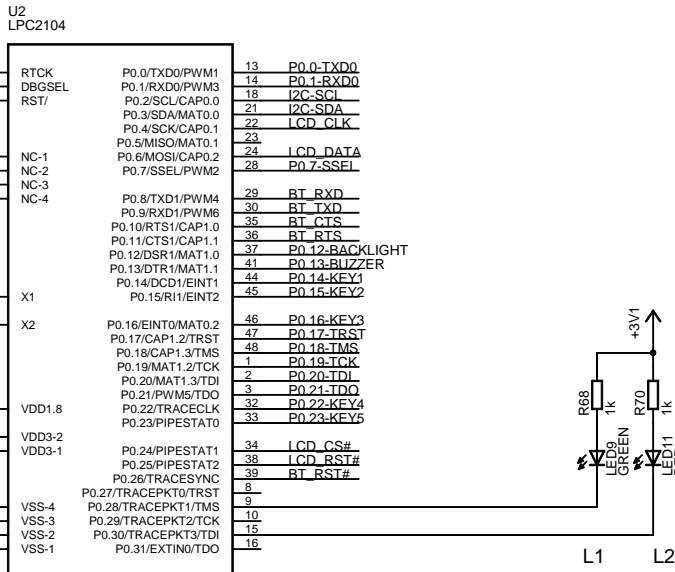 U2
LPC2104
RTCK P0.0/TXD0/PWM1 13 P0.0-TXD0
DBGSEL P0.1/RXD0/PWM3 14 P0.1-RXD0
RST/ P0.2/SCL/CAP0.0 18 I2C-SCL
P0.3/SDA/MAT0.0 21 I2C-SDA
P0.4/SCK/CAP0.1 22 LCD_CLK
P0.5/MISO/MAT0.1 23
NC-1 P0.6/MOSI/CAP0.2 24 LCD_DATA
NC-2 P0.7/SSEL/PWM2 28 P0.7-SSEL
NC-3
NC-4 P0.8/TXD1/PWM4 29 BT_RXD
P0.9/RXD1/PWM6 30 BT_TXD
P0.10/RTS1/CAP1.0 35 BT_CTS
P0.11/CTS1/CAP1.1 36 BT_RTS
P0.12/DSR1/MAT1.0 37 P0.12-BACKLIGHT
P0.13/DTR1/MAT1.1 41 P0.13-BUZZER
P0.14/DCD1/EINT1 44 P0.14-KEY1
X1 P0.15/RI1/EINT2 45 P0.15-KEY2
X2 P0.16/EINT0/MAT0.2 46 P0.16-KEY3
P0.17/CAP1.2/TRST 47 P0.17-TRST
P0.18/CAP1.3/TMS 48 P0.18-TMS
P0.19/MAT1.2/TCK 1 P0.19-TCK
P0.20/MAT1.3/TDI 2 P0.20-TDI
P0.21/PWM5/TDO 3 P0.21-TDO
VDD1.8 P0.22/TRACECLK 32 P0.22-KEY4
P0.23/PIPESTAT0 33 P0.23-KEY5
VDD3-2
VDD3-1 P0.24/PIPESTAT1 34 LCD_CS#
P0.25/PIPESTAT2 38 LCD_RST#
P0.26/TRACESYNC 39 BT_RST#
P0.27/TRACEPKT0/TRST 8
VSS-4 P0.28/TRACEPKT1/TMS 9
VSS-3 P0.29/TRACEPKT2/TCK 10
VSS-2 P0.30/TRACEPKT3/TDI 15
VSS-1 P0.31/EXTIN0/TDO 16
+3V1
R68
1k
R70
1k
LED9
GREEN
LED11
L1 L2